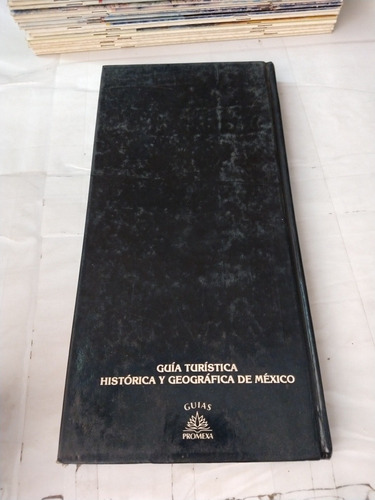 GUÍA TURÍSTICA
HISTÓRICA Y GEOGRÁFICA DE MÉXICO
GUIAS
PROMEXA